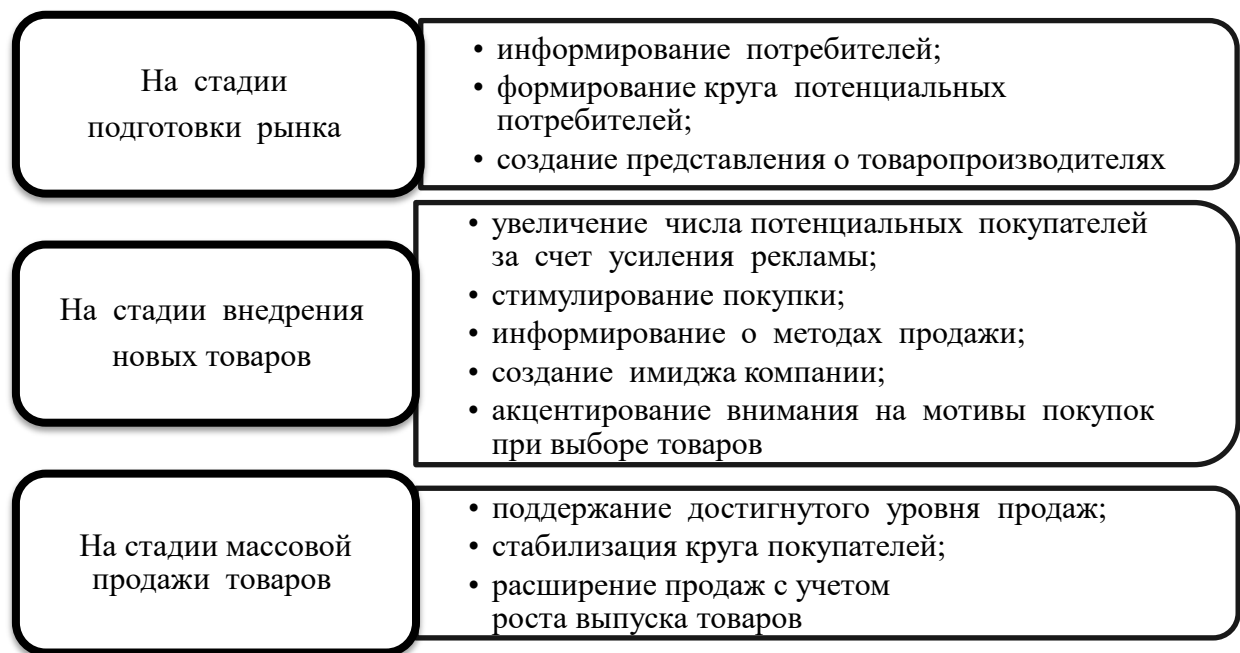 На стадии
подготовки рынка
• информирование потребителей;
• формирование круга потенциальных
потребителей;
• создание представления о товаропроизводителях
На стадии внедрения
новых товаров
• увеличение числа потенциальных покупателей
за счет усиления рекламы;
• стимулирование покупки;
• информирование о методах продажи;
• создание имиджа компании;
• акцентирование внимания на мотивы покупок
при выборе товаров
На стадии массовой
продажи товаров
• поддержание достигнутого уровня продаж;
• стабилизация круга покупателей;
• расширение продаж с учетом
роста выпуска товаров